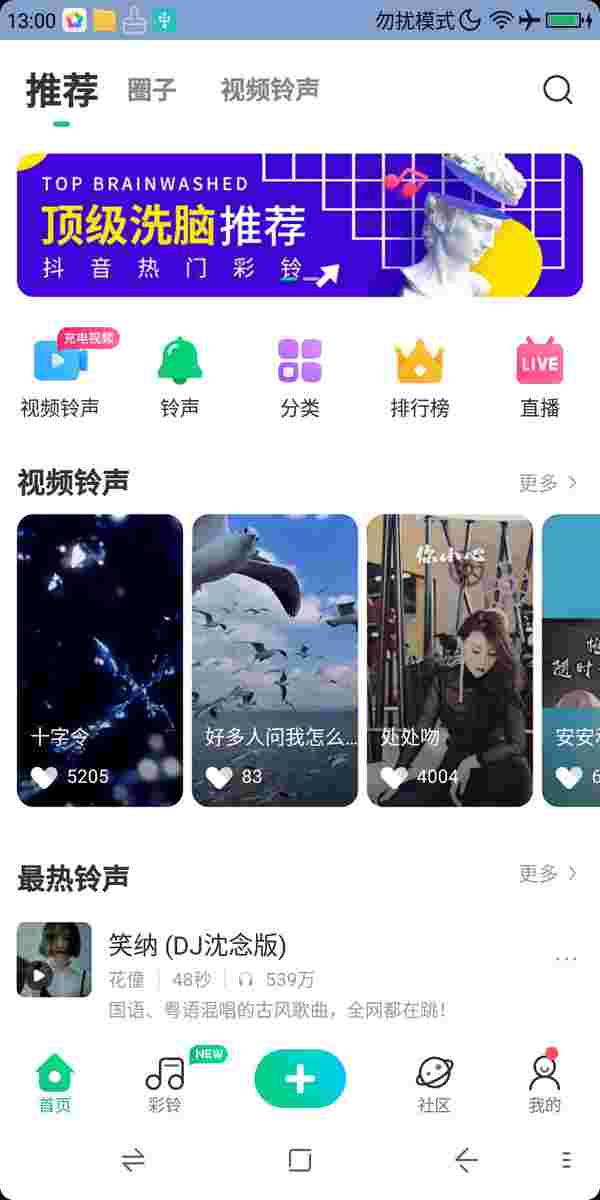 13:00
勿扰模式
推荐
圈子
视频铃声
TOP BRAINWASHED
顶级洗脑推荐
抖音热门彩铃
充电视频
LIVE
视频铃声
铃声
分类
排行榜
直播
视频铃声
更多
你小心
随时
十字令
好多人问我怎么...
处处吻
安安
5205
83
4004
6
最热铃声
更多
笑纳 (DJ沈念版)
花僮 | 48秒 | 539万
国语、粤语混唱的古风歌曲，全网都在跳!
NEW
首页
彩铃
社区
我的